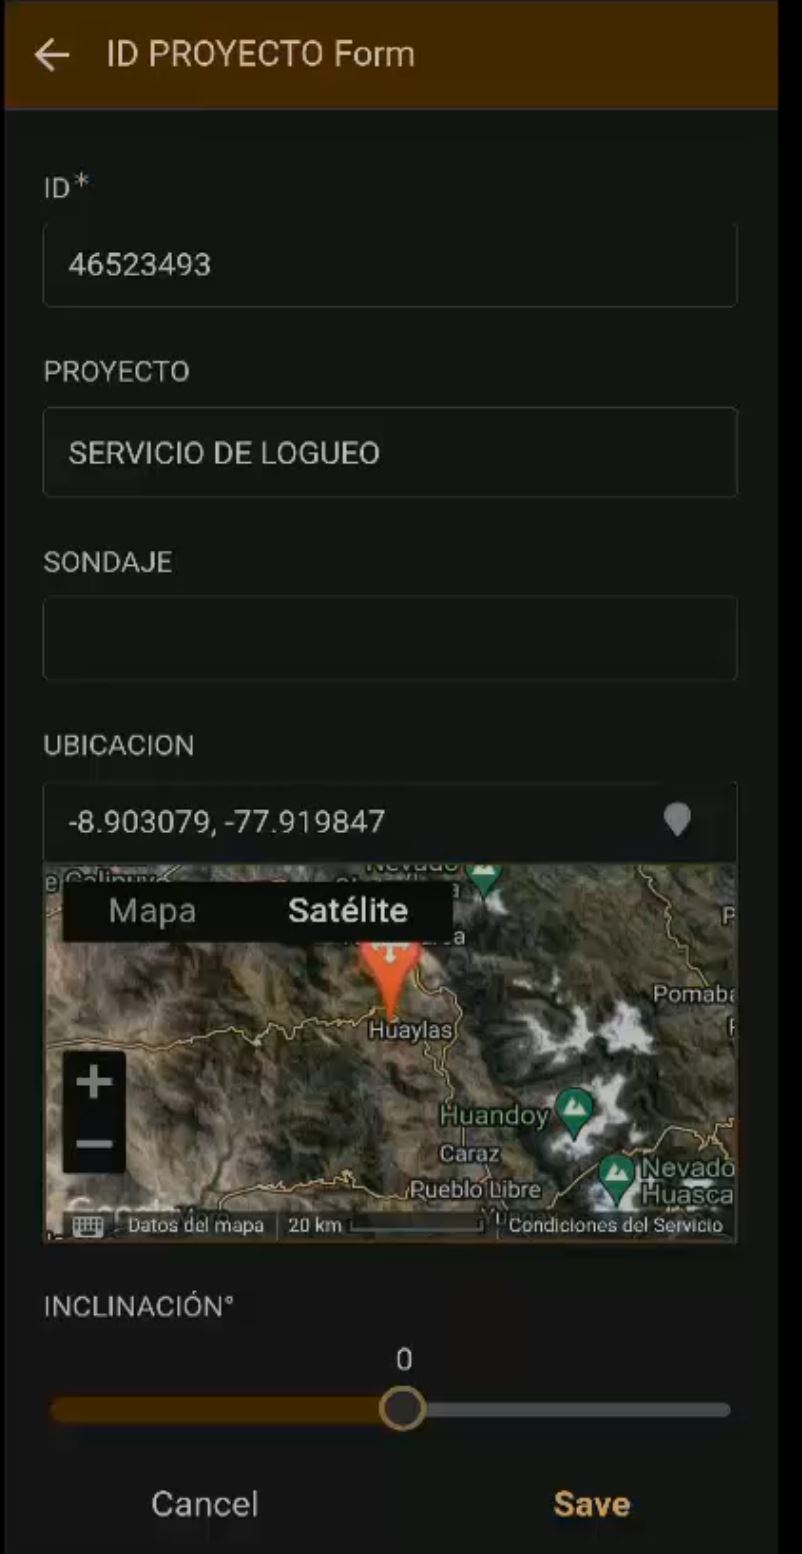 ID PROYECTO Form
ID*
46523493
PROYECTO
SERVICIO DE LOGUEO
SONDAJE
UBICACION
-8.903079, -77.919847
Nevado
Mapa
Satélite
Pomaba
Huaylas
+
Huandoy
−
Caraz
Nevado
Pueblo Libre
Huasca
Datos del mapa
20 km
Condiciones del Servicio
INCLINACIÓN°
0
Cancel
Save